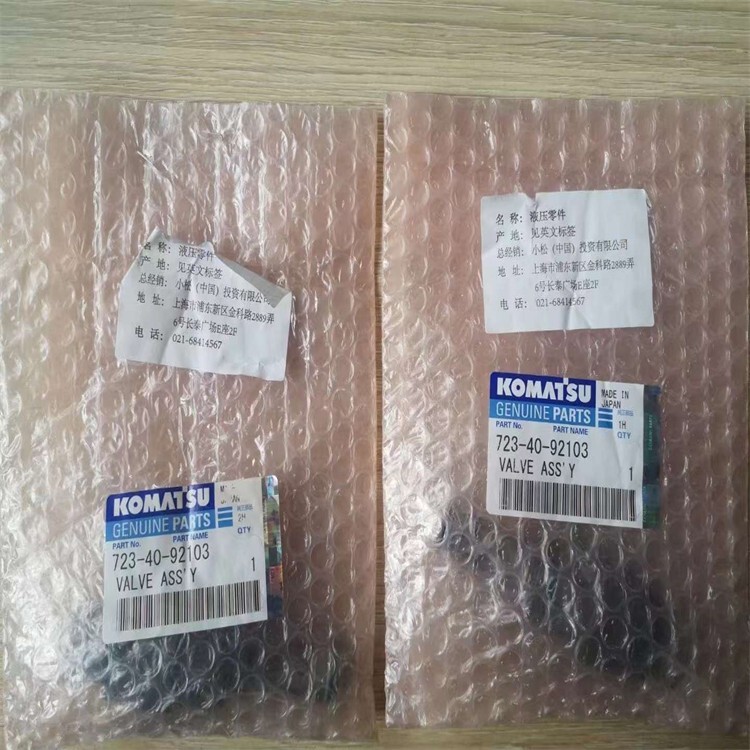 名 称: 液压零件
产 地: 见英文标签
总经销: 小松（中国）投资有限公司
地 址: 上海市浦东新区金科路2889弄
6号长泰广场E座2F
电 话: 021-68414567
KOMATSU
GENUINE PARTS
2H
PART No. PART NAME QTY
723-40-92103
VALVE ASS'Y 1
名 称: 液压零件
产 地: 见英文标签
总经销: 小松（中国）投资有限公司
地 址: 上海市浦东新区金科路2889弄
6号长泰广场E座2F
电 话: 021-68414567
KOMATSU MADE IN
JAPAN
GENUINE PARTS
1H
PART No. PART NAME QTY
723-40-92103
VALVE ASS'Y 1